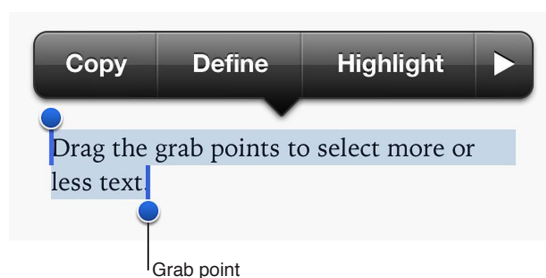 Copy Define Highlight
Drag the grab points to select more or
less text.
Grab point